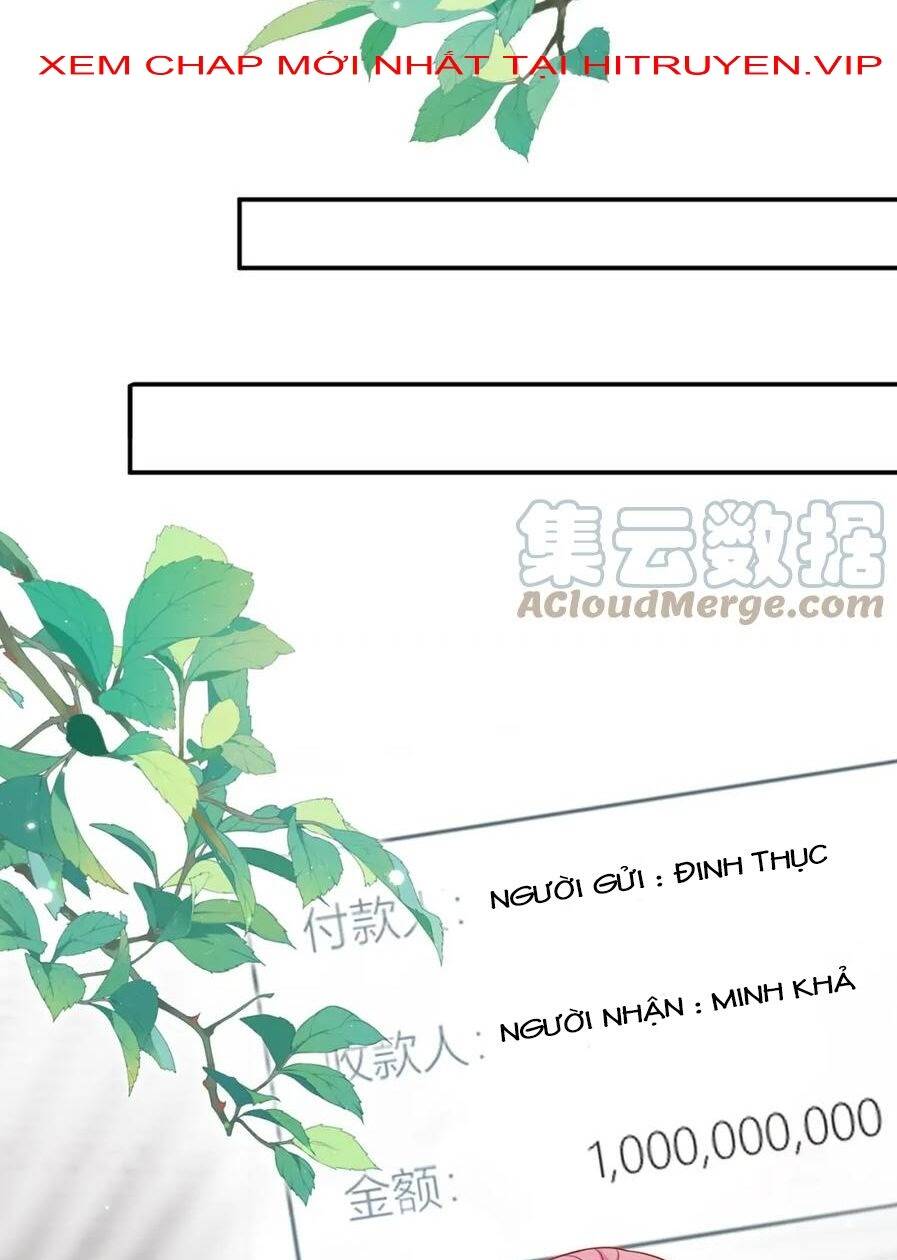 XEM CHAP MỚI NHẤT TẠI HITRUYEN.VIP
集云数据
ACloudMerge.com
付款人: NGƯỜI GỬI : ĐINH THỤC
收款人: NGƯỜI NHẬN : MINH KHẢ
金额: 1,000,000,000